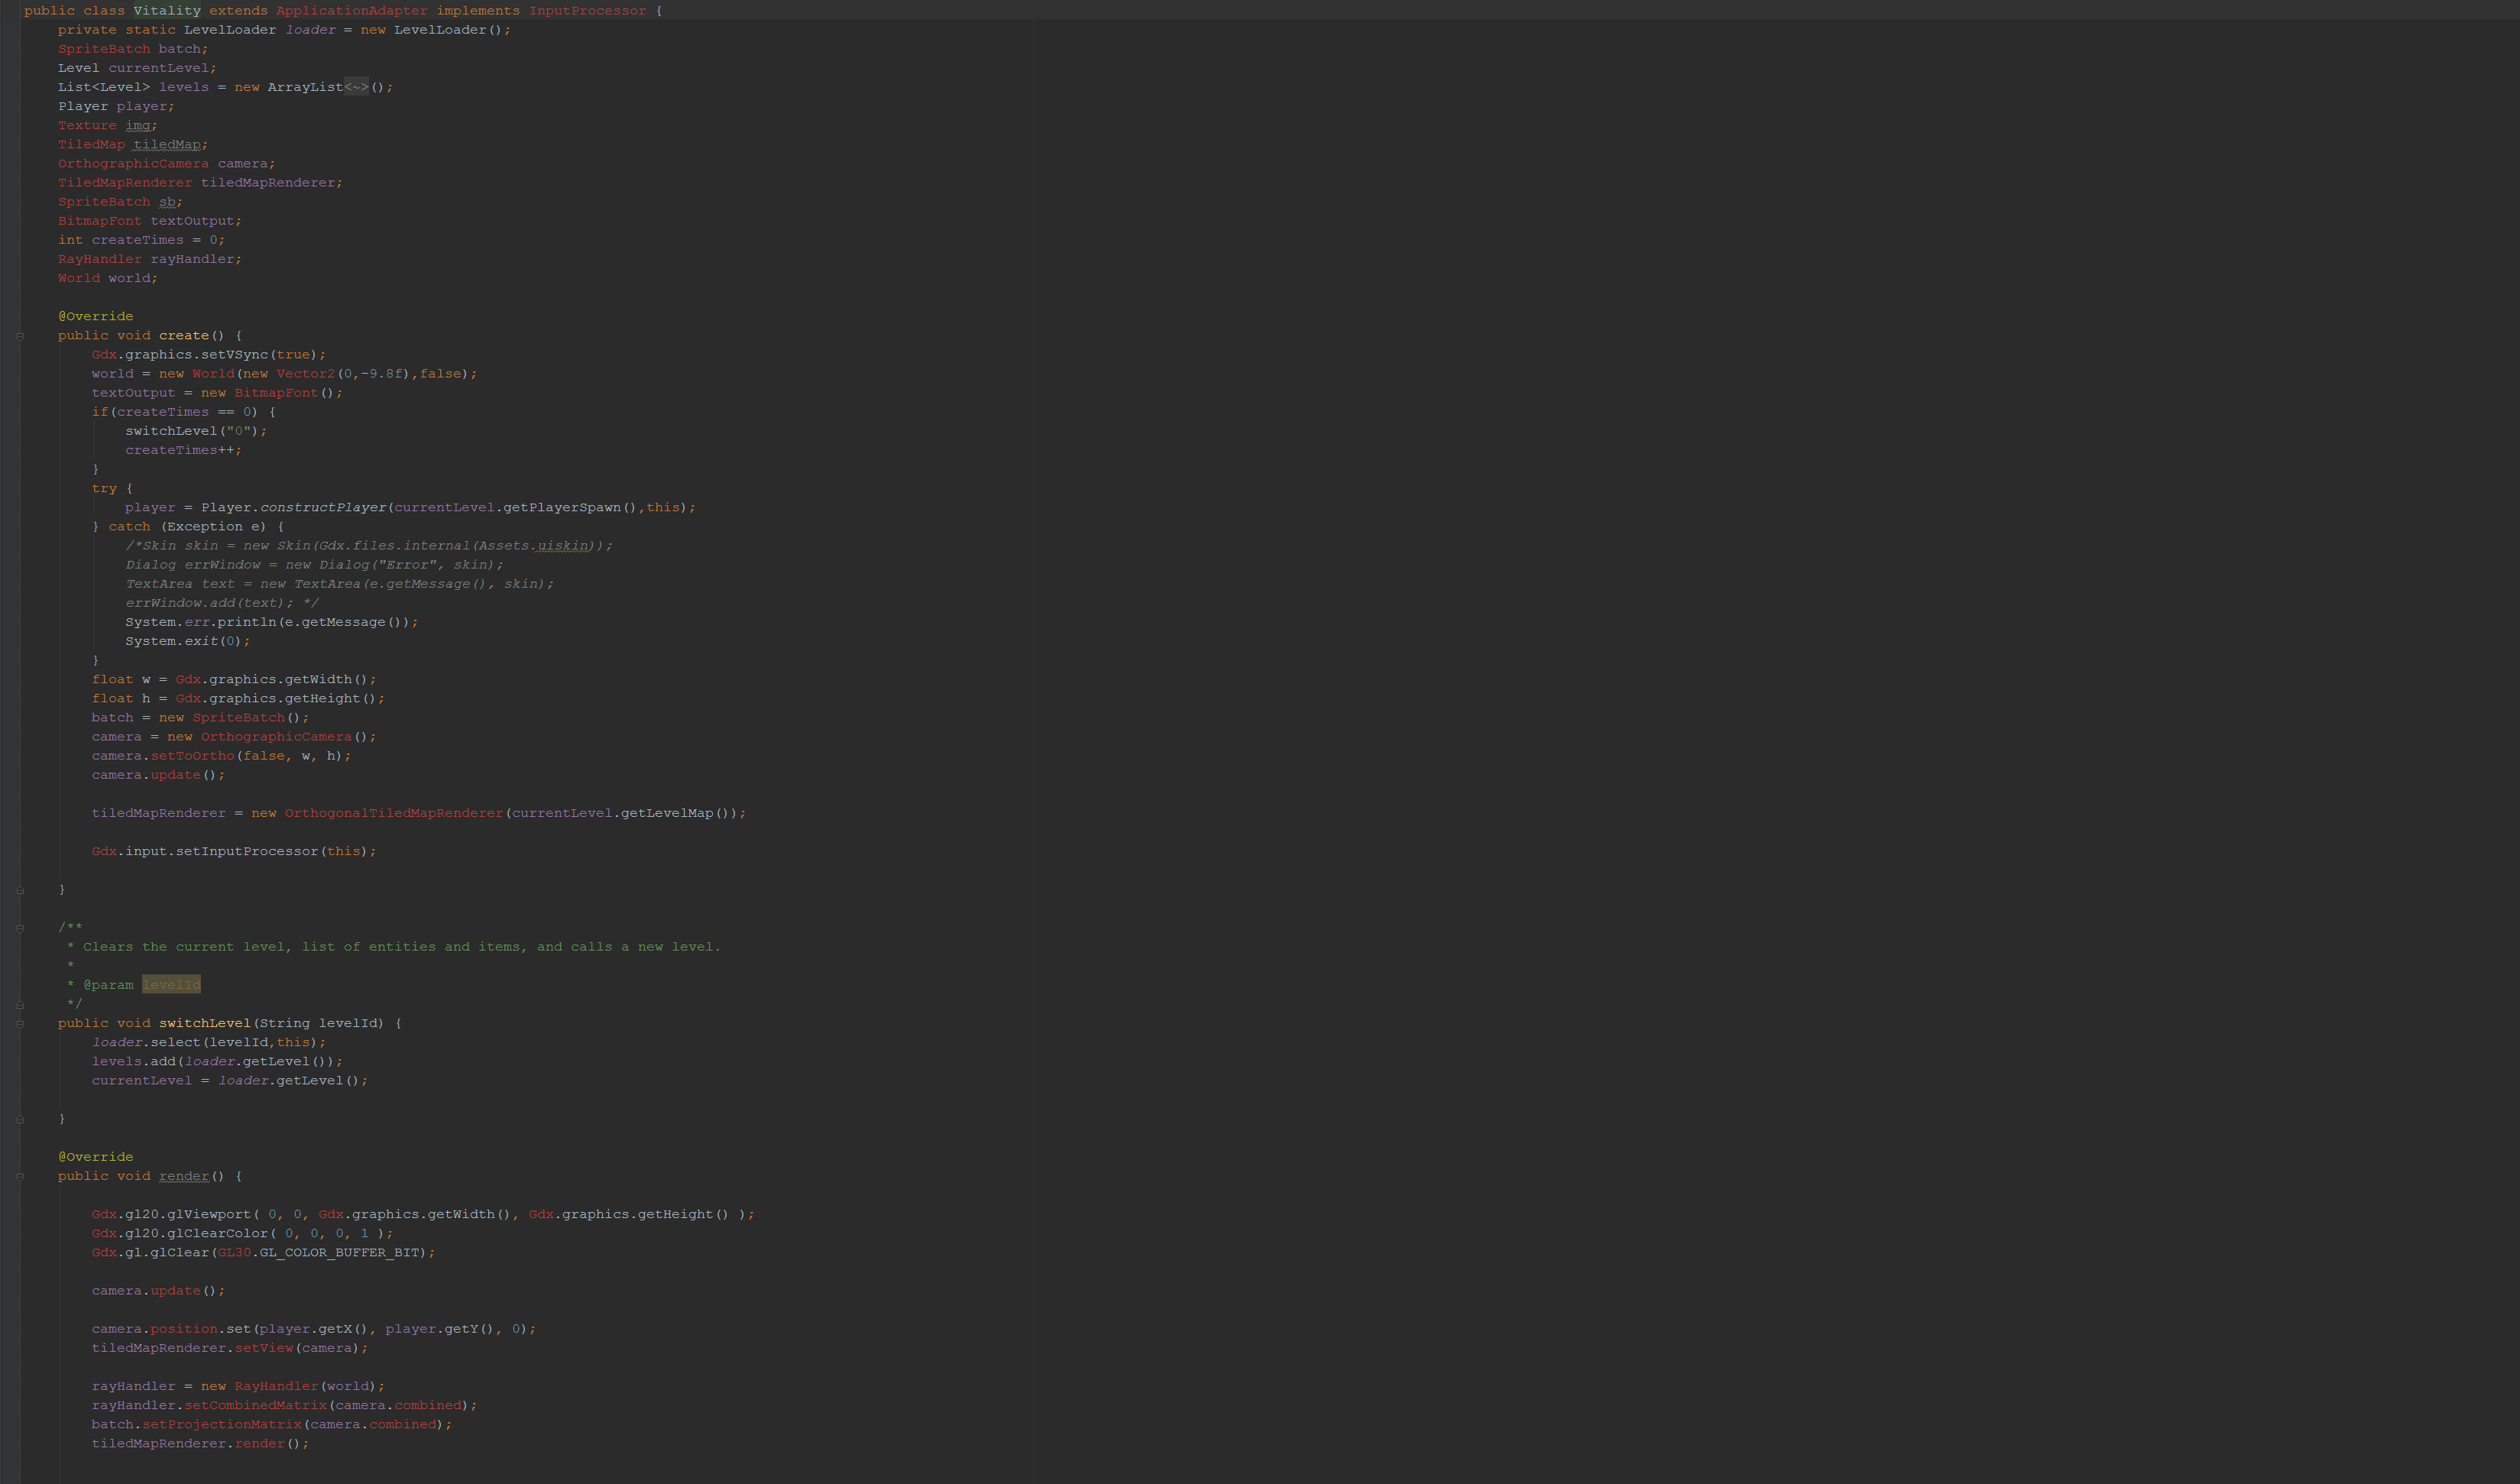 public class Vitality extends ApplicationAdapter implements InputProcessor {
    private static LevelLoader loader = new LevelLoader();
    SpriteBatch batch;
    Level currentLevel;
    List<Level> levels = new ArrayList<~>();
    Player player;
    Texture img;
    TiledMap tiledMap;
    OrthographicCamera camera;
    TiledMapRenderer tiledMapRenderer;
    SpriteBatch sb;
    BitmapFont textOutput;
    int createTimes = 0;
    RayHandler rayHandler;
    World world;

    @Override
    public void create() {
        Gdx.graphics.setVSync(true);
        world = new World(new Vector2(0,-9.8f),false);
        textOutput = new BitmapFont();
        if(createTimes == 0) {
            switchLevel("0");
            createTimes++;
        }
        try {
            player = Player.constructPlayer(currentLevel.getPlayerSpawn(),this);
        } catch (Exception e) {
            /*Skin skin = new Skin(Gdx.files.internal(Assets.uiskin));
            Dialog errWindow = new Dialog("Error", skin);
            TextArea text = new TextArea(e.getMessage(), skin);
            errWindow.add(text); */
            System.err.println(e.getMessage());
            System.exit(0);
        }
        float w = Gdx.graphics.getWidth();
        float h = Gdx.graphics.getHeight();
        batch = new SpriteBatch();
        camera = new OrthographicCamera();
        camera.setToOrtho(false, w, h);
        camera.update();

        tiledMapRenderer = new OrthogonalTiledMapRenderer(currentLevel.getLevelMap());

        Gdx.input.setInputProcessor(this);

    }

    /**
     * Clears the current level, list of entities and items, and calls a new level.
     *
     * @param levelId
     */
    public void switchLevel(String levelId) {
        loader.select(levelId,this);
        levels.add(loader.getLevel());
        currentLevel = loader.getLevel();

    }

    @Override
    public void render() {

        Gdx.gl20.glViewport( 0, 0, Gdx.graphics.getWidth(), Gdx.graphics.getHeight() );
        Gdx.gl20.glClearColor( 0, 0, 0, 1 );
        Gdx.gl.glClear(GL30.GL_COLOR_BUFFER_BIT);

        camera.update();

        camera.position.set(player.getX(), player.getY(), 0);
        tiledMapRenderer.setView(camera);

        rayHandler = new RayHandler(world);
        rayHandler.setCombinedMatrix(camera.combined);
        batch.setProjectionMatrix(camera.combined);
        tiledMapRenderer.render();